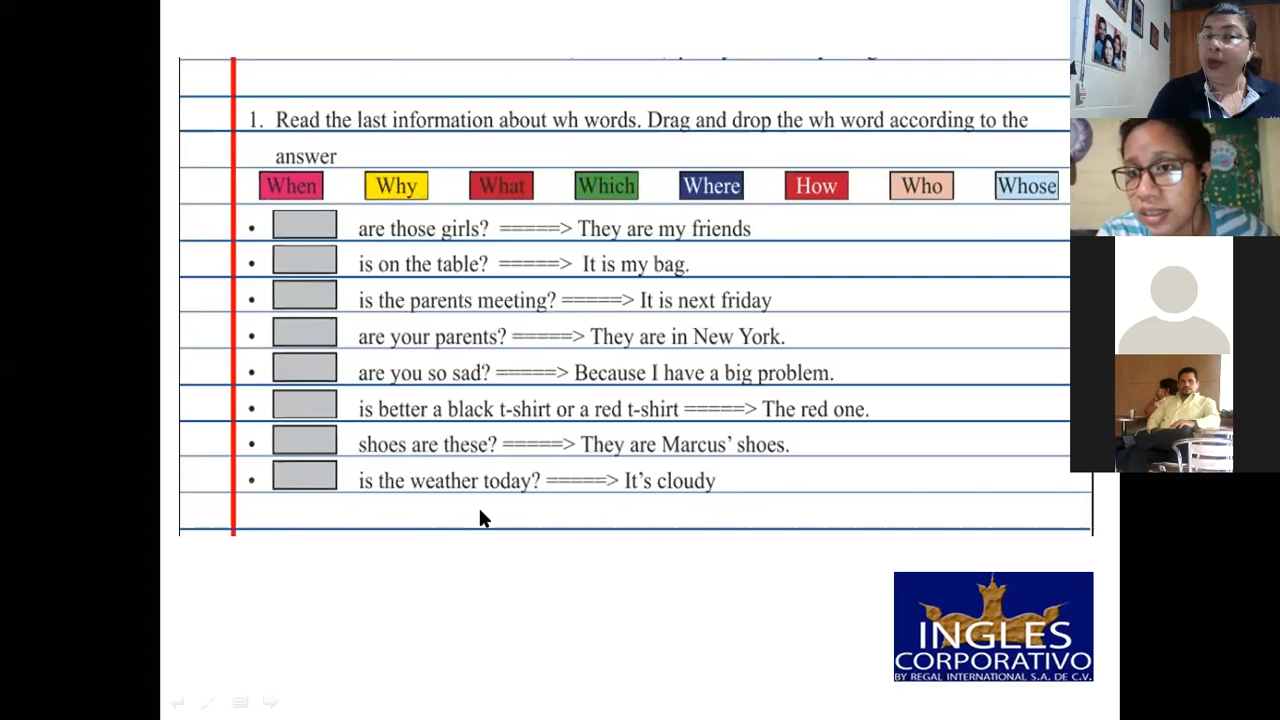 1. Read the last information about wh words. Drag and drop the wh word according to the
answer
When Why What Which Where How Who Whose
• are those girls? =====> They are my friends
• is on the table? =====> It is my bag.
• is the parents meeting? =====> It is next friday
• are your parents? =====> They are in New York.
• are you so sad? =====> Because I have a big problem.
• is better a black t-shirt or a red t-shirt =====> The red one.
• shoes are these? =====> They are Marcus’ shoes.
• is the weather today? =====> It’s cloudy
INGLES
CORPORATIVO
BY REGAL INTERNATIONAL S.A. DE C.V.